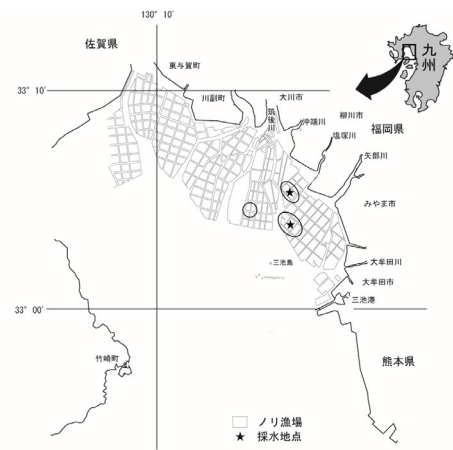 130° 10′
佐賀県
九州
東与賀町
33° 10′
川副町
大川市
筑後川
沖端川
柳川市
福岡県
塩塚川
矢部川
みやま市
三池島
大牟田川
大牟田市
三池港
33° 00′
竹崎町
熊本県
ノリ漁場
★ 採水地点